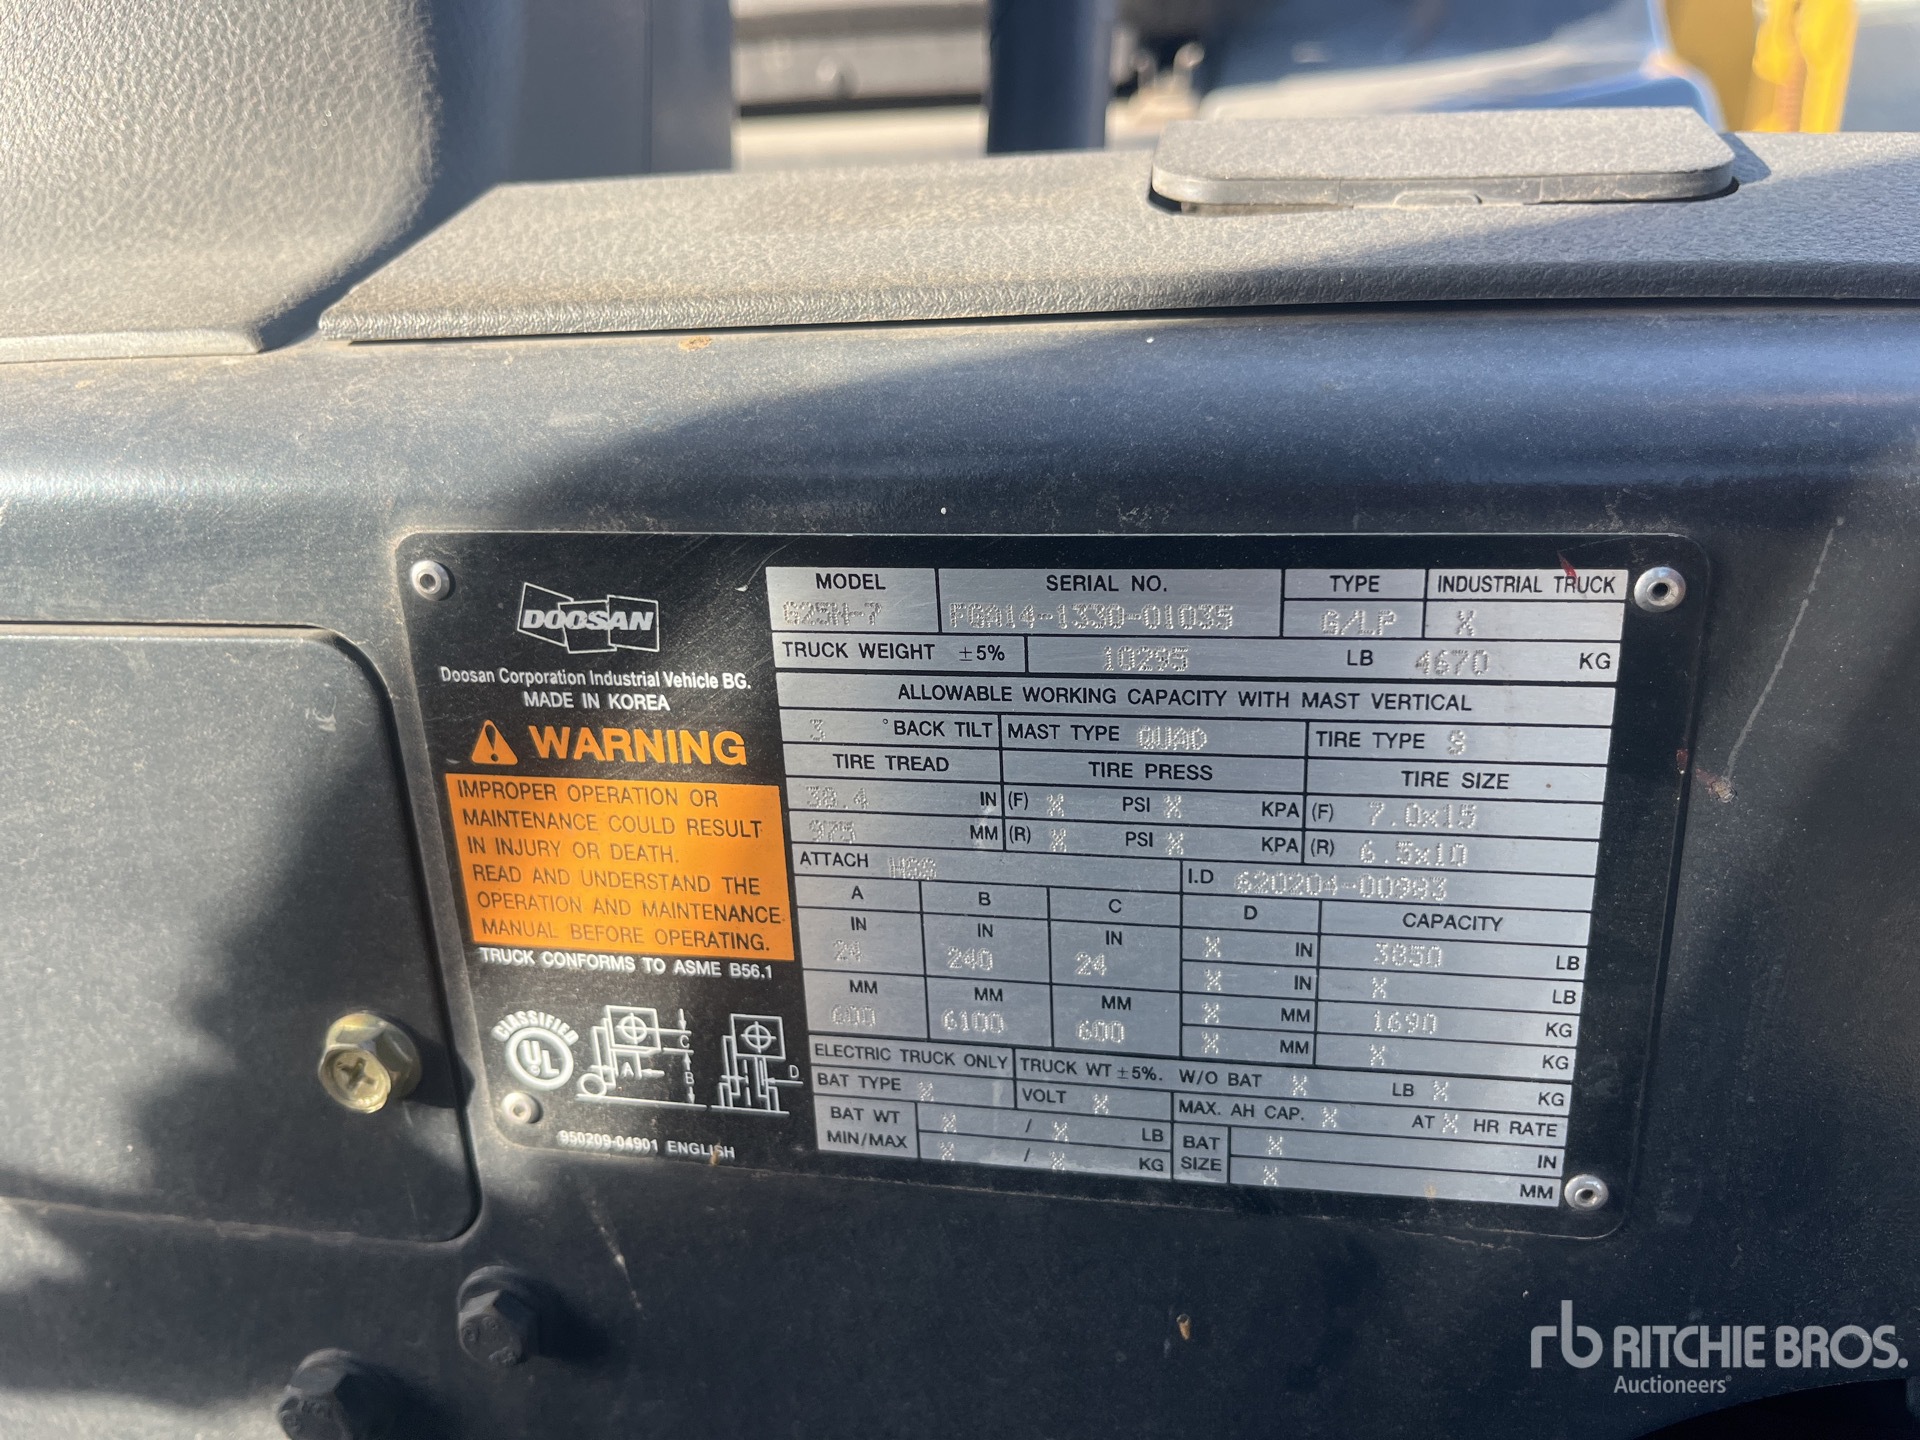 DOOSAN
Doosan Corporation Industrial Vehicle BG.
MADE IN KOREA
WARNING
IMPROPER OPERATION OR
MAINTENANCE COULD RESULT
IN INJURY OR DEATH.
READ AND UNDERSTAND THE
OPERATION AND MAINTENANCE
MANUAL BEFORE OPERATING.
TRUCK CONFORMS TO ASME B56.1
CLASSIFIED
UL
C
A
B
D
950209-04901 ENGLISH
MODEL SERIAL NO. TYPE INDUSTRIAL TRUCK
G25N-7 FGA14-1330-01035 G/LP X
TRUCK WEIGHT ±5% 10295 LB 4670 KG
ALLOWABLE WORKING CAPACITY WITH MAST VERTICAL
3 ° BACK TILT MAST TYPE QUAD TIRE TYPE S
TIRE TREAD TIRE PRESS TIRE SIZE
38.4 IN (F) X PSI X KPA (F) 7.0x15
975 MM (R) X PSI X KPA (R) 6.5x10
ATTACH I.D 620204-00983
A B C D CAPACITY
IN IN IN X IN 3850 LB
24 240 24 X IN X LB
MM MM MM X MM 1690 KG
600 6100 600 X MM X KG
ELECTRIC TRUCK ONLY TRUCK WT ±5%. W/O BAT X LB X KG
BAT TYPE X VOLT X MAX. AH CAP. X AT X HR RATE
BAT WT X / X LB BAT X IN
MIN/MAX X / X KG SIZE X MM
rb RITCHIE BROS.
Auctioneers